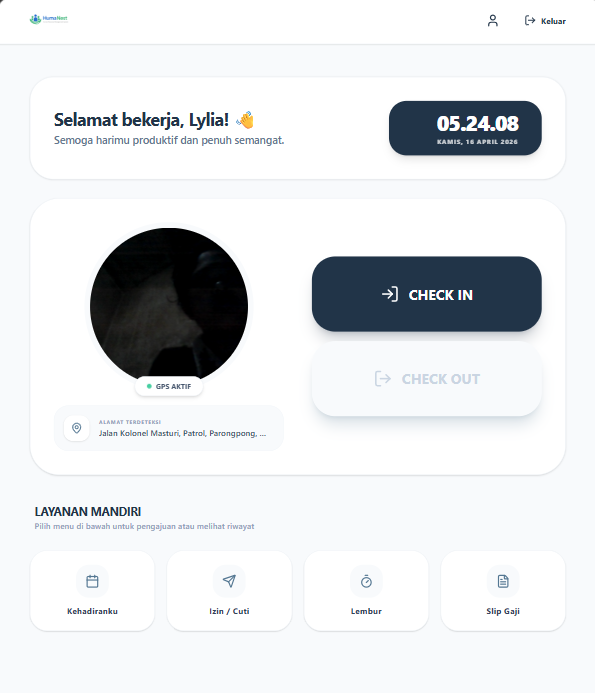 HumaNest
Keluar
Selamat bekerja, Lylia! 👋
Semoga harimu produktif dan penuh semangat.
05.24.08
KAMIS, 16 APRIL 2026
CHECK IN
CHECK OUT
GPS AKTIF
ALAMAT TERDETEKSI
Jalan Kolonel Masturi, Patrol, Parongpong, ...
LAYANAN MANDIRI
Pilih menu di bawah untuk pengajuan atau melihat riwayat
Kehadiranku
Izin / Cuti
Lembur
Slip Gaji